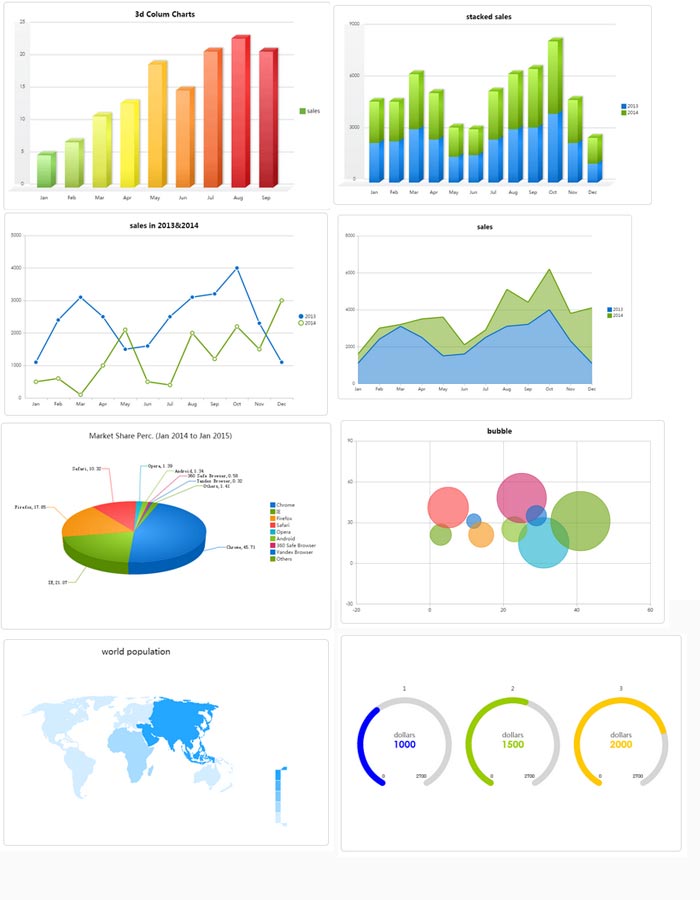 3d Colum Charts
25
20
15
10
5
0
Jan Feb Mar Apr May Jun Jul Aug Sep
sales
stacked sales
9000
6000
3000
0
Jan Feb Mar Apr May Jun Jul Aug Sep Oct Nov Dec
2013
2014
sales in 2013&2014
5000
4000
3000
2000
1000
0
Jan Feb Mar Apr May Jun Jul Aug Sep Oct Nov Dec
2013
2014
sales
8000
6000
4000
2000
0
Jan Feb Mar Apr May Jun Jul Aug Sep Oct Nov Dec
2013
2014
Market Share Perc. (Jan 2014 to Jan 2015)
Safari,10.32
Opera,1.39
Android,1.34
360 Safe Browser,0.58
Yandex Browser,0.32
Others,1.42
Firefox,17.05
Chrome,45.73
IE,21.07
Chrome
IE
Firefox
Safari
Opera
Android
360 Safe Browser
Yandex Browser
Others
bubble
90
60
30
0
-30
-20 0 20 40 60
world population
1
dollars
1000
0 2700
2
dollars
1500
0 2700
3
dollars
2000
0 2700